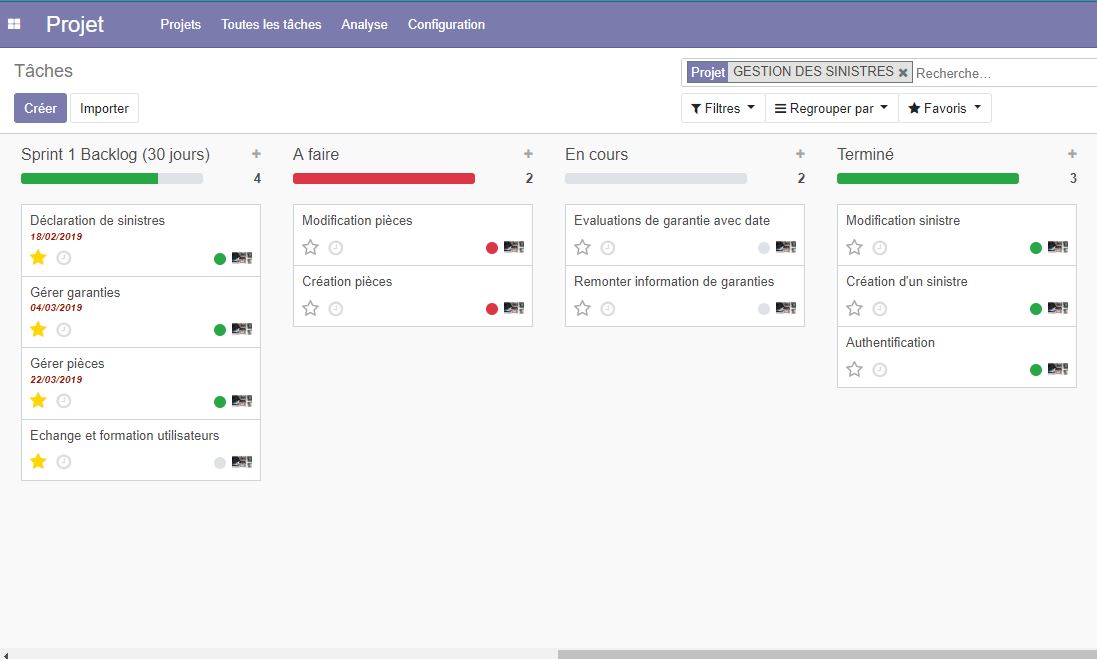 Projet
Projets Toutes les tâches Analyse Configuration
Tâches
Projet GESTION DES SINISTRES × Recherche...
Créer Importer
Filtres Regrouper par Favoris
Sprint 1 Backlog (30 jours) +
4
Déclaration de sinistres
18/02/2019
Gérer garanties
04/03/2019
Gérer pièces
22/03/2019
Echange et formation utilisateurs
A faire +
2
Modification pièces
Création pièces
En cours +
2
Evaluations de garantie avec date
Remonter information de garanties
Terminé +
3
Modification sinistre
Création d'un sinistre
Authentification